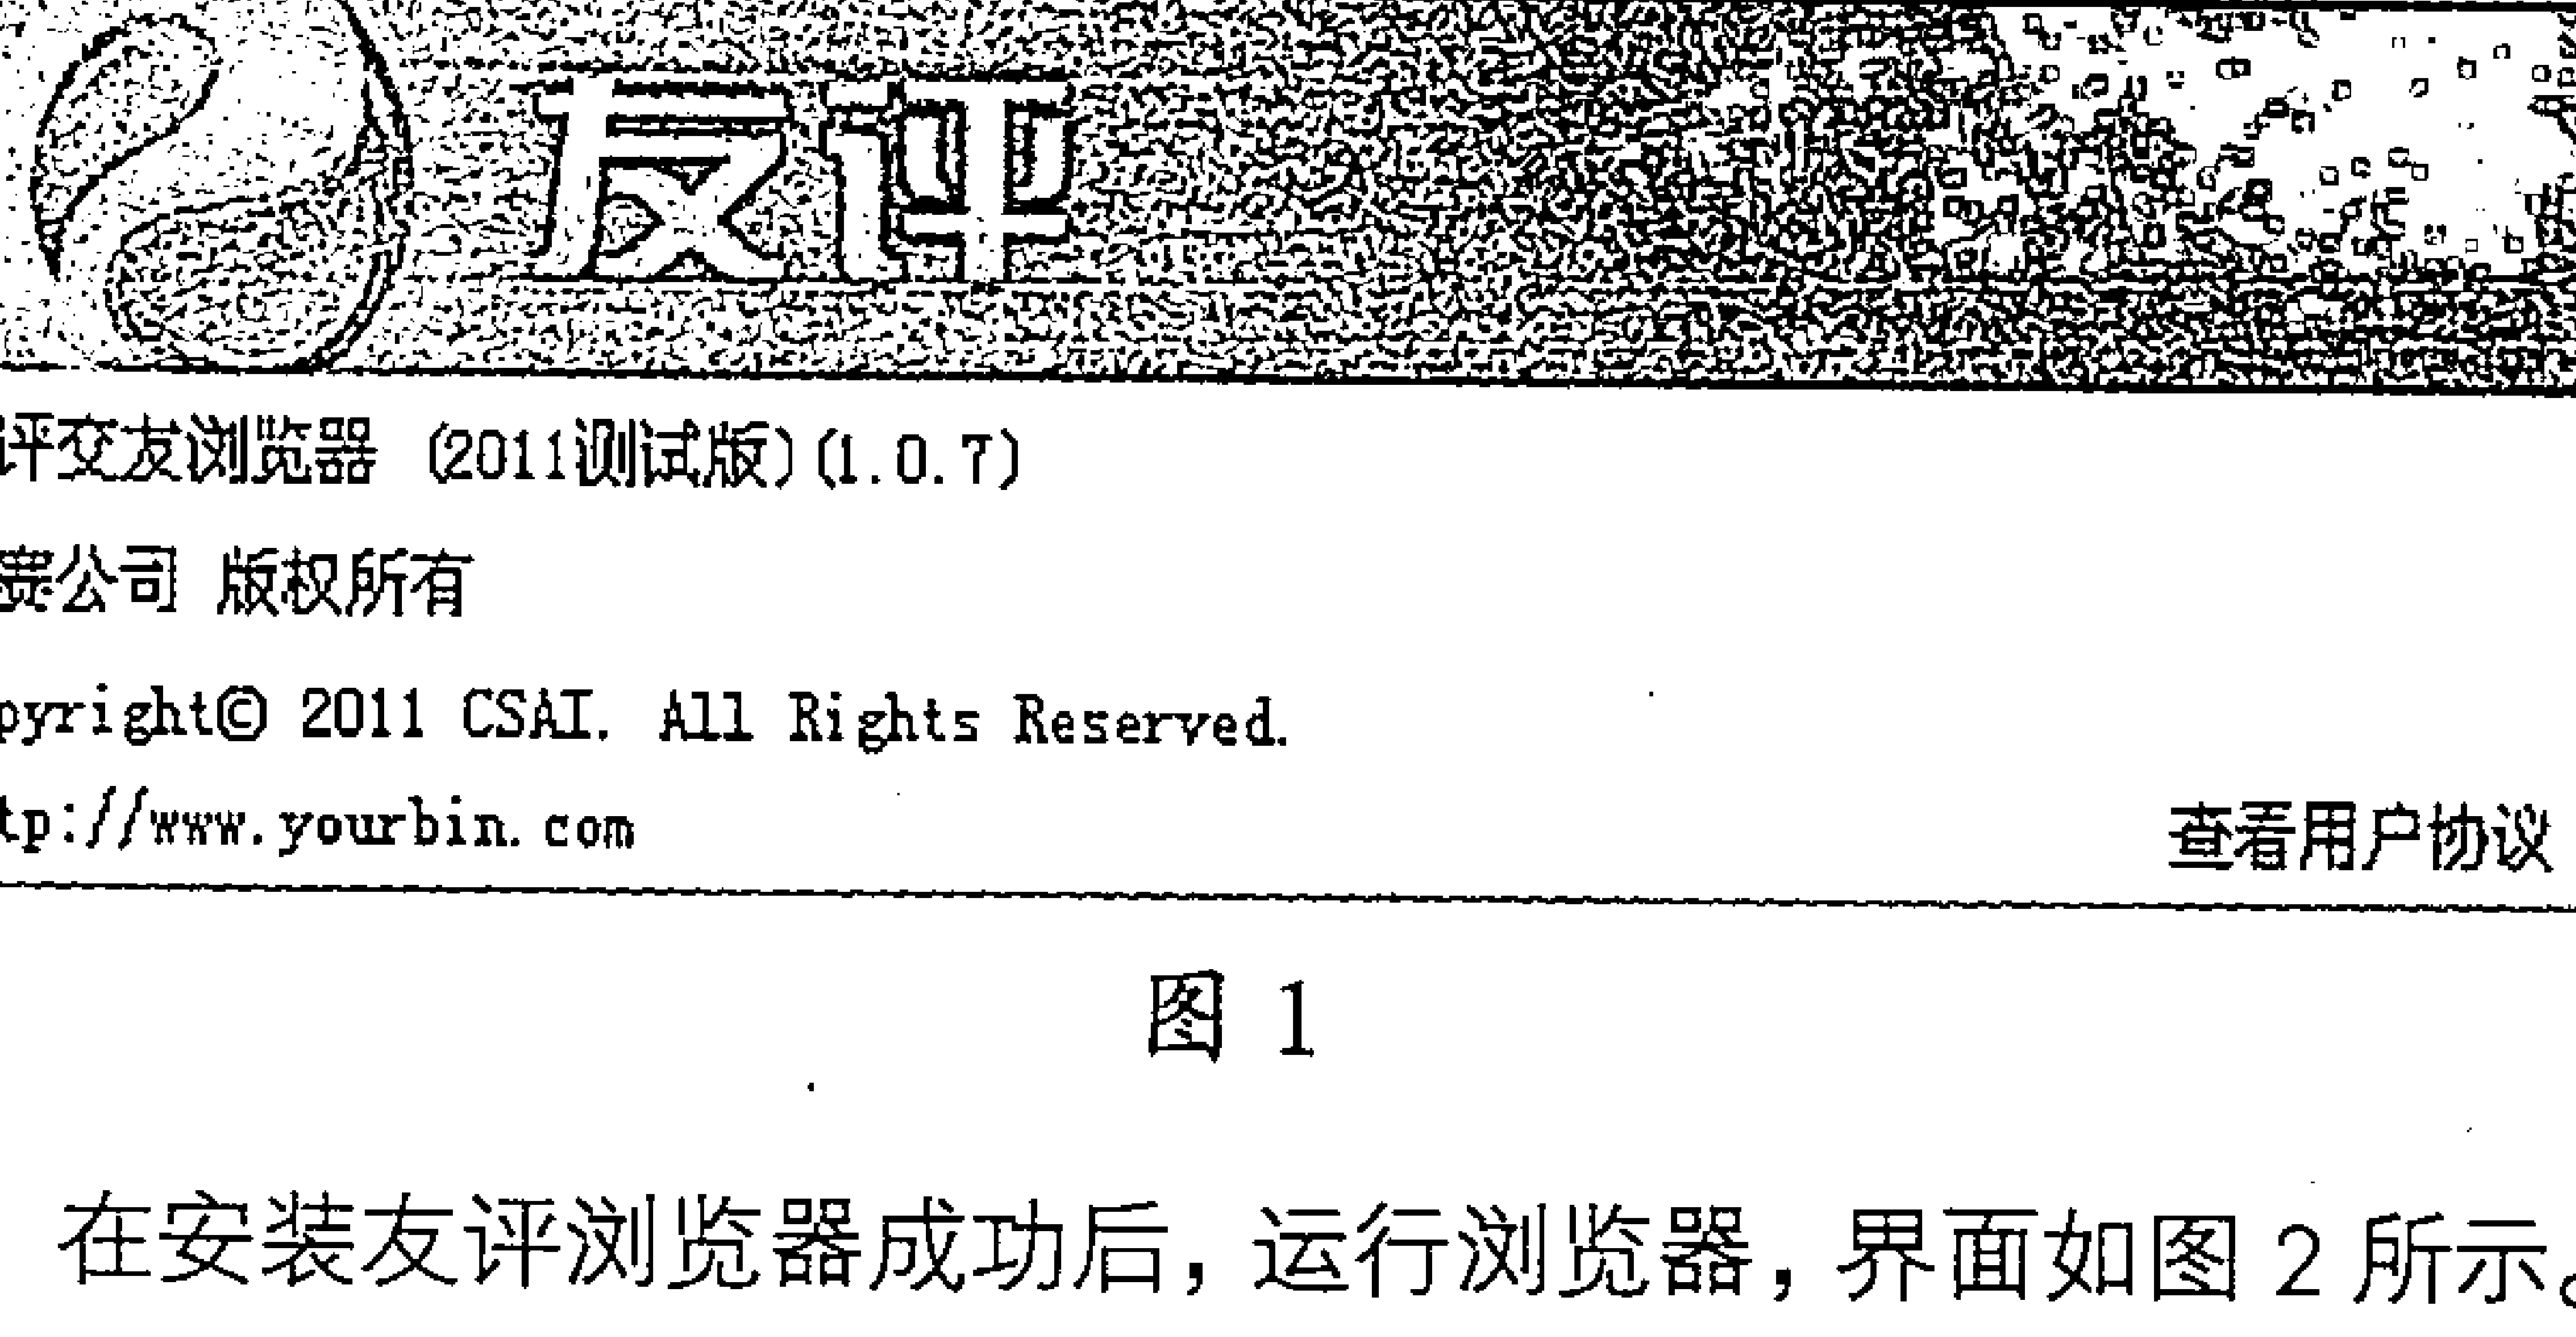 友评
评交友浏览器 (2011测试版)(1.0.7)
赛公司 版权所有
pyright© 2011 CSAI. All Rights Reserved.
tp://www.yourbin.com
查看用户协议
图 1
在安装友评浏览器成功后，运行浏览器，界面如图 2 所示。